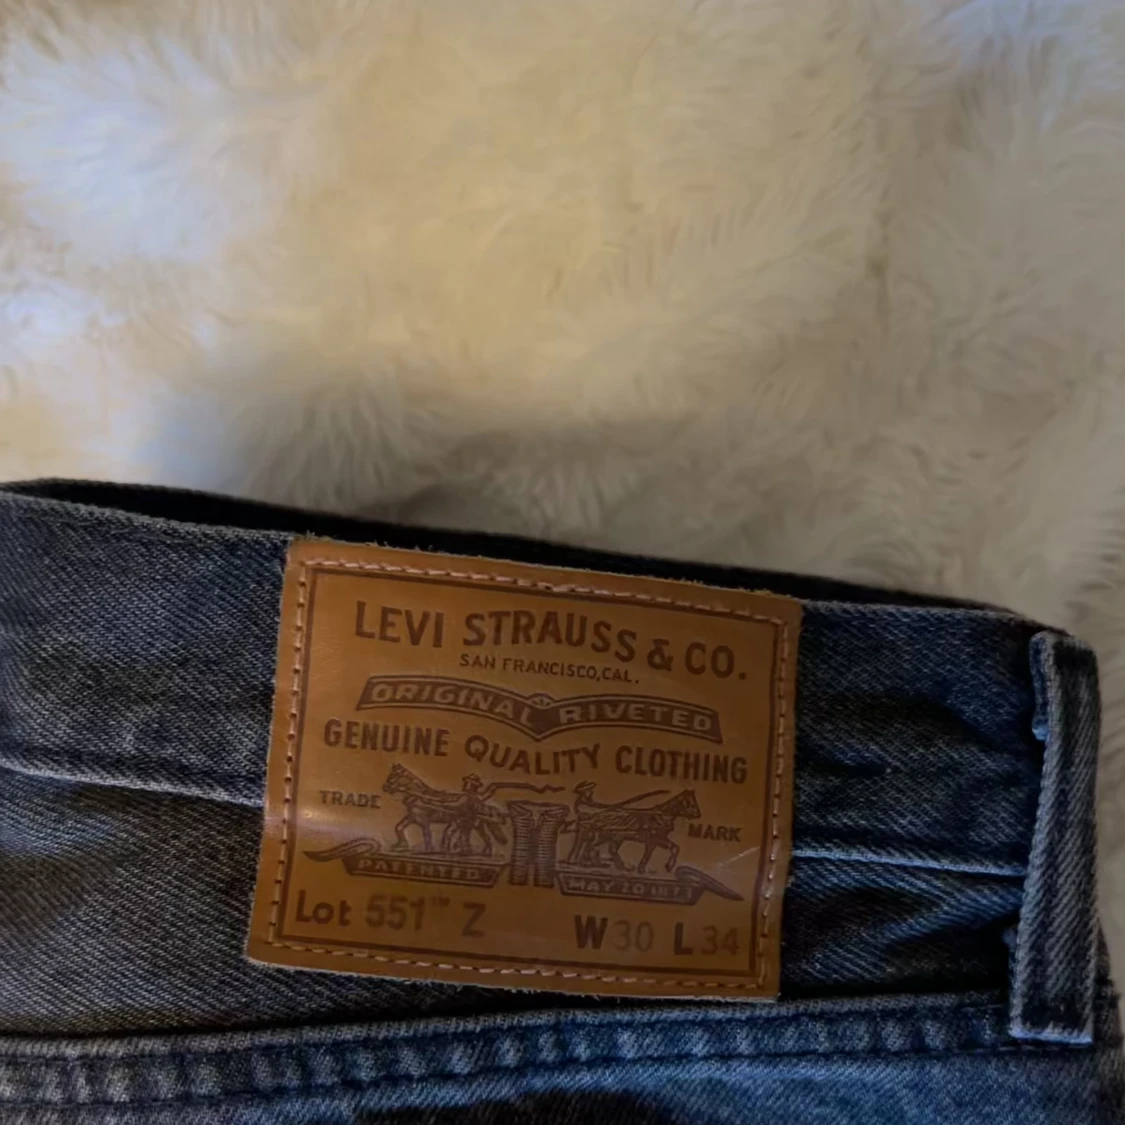 LEVI STRAUSS & CO.
SAN FRANCISCO, CAL.
ORIGINAL RIVETED
GENUINE QUALITY CLOTHING
TRADE MARK
PATENTED MAY 20 1873
Lot 551™ Z W30 L34